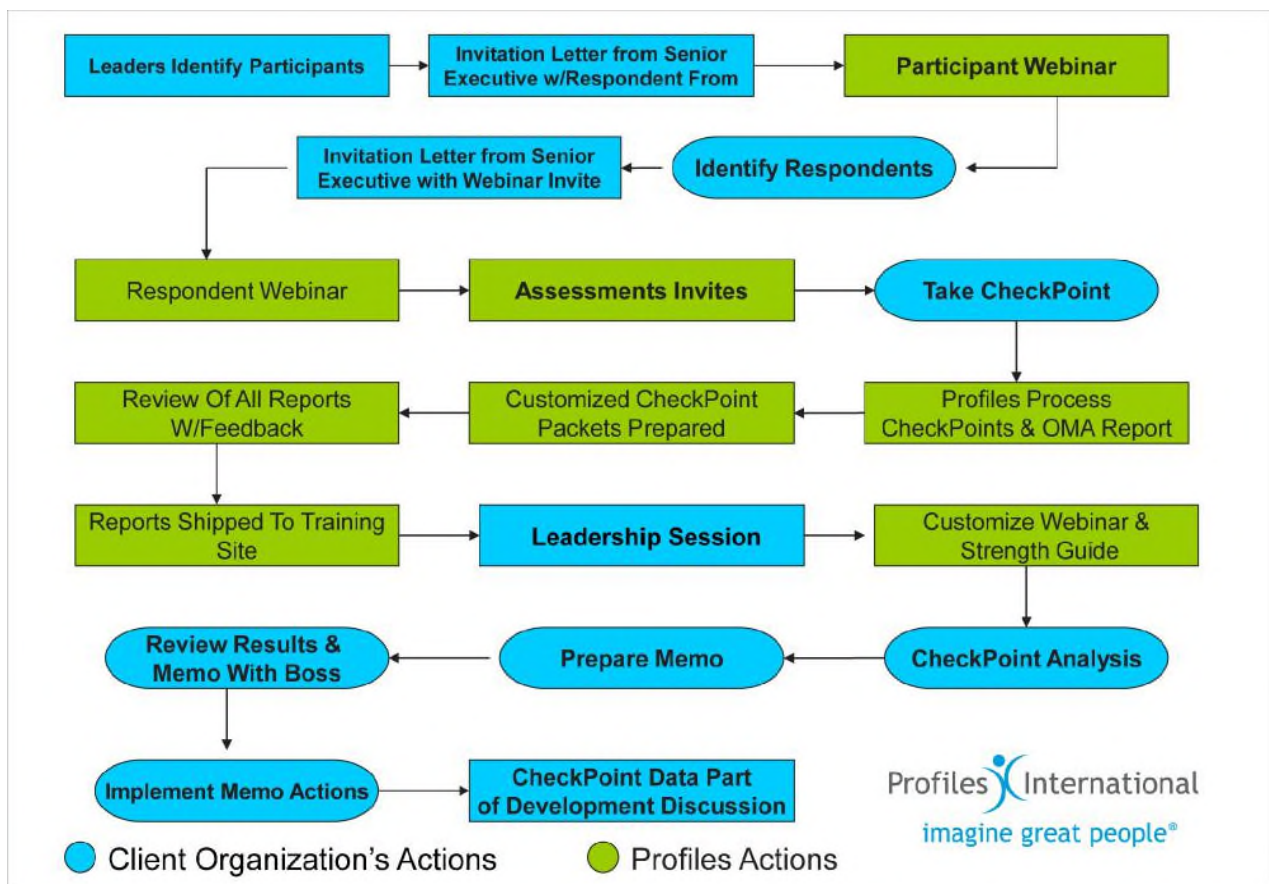 Leaders Identify Participants
Invitation Letter from Senior
Executive w/Respondent From
Participant Webinar
Identify Respondents
Invitation Letter from Senior
Executive with Webinar Invite
Respondent Webinar
Assessments Invites
Take CheckPoint
Profiles Process
CheckPoints & OMA Report
Customized CheckPoint
Packets Prepared
Review Of All Reports
W/Feedback
Reports Shipped To Training
Site
Leadership Session
Customize Webinar &
Strength Guide
CheckPoint Analysis
Prepare Memo
Review Results &
Memo With Boss
Implement Memo Actions
CheckPoint Data Part
of Development Discussion
Profiles International
imagine great people®
Client Organization's Actions
Profiles Actions